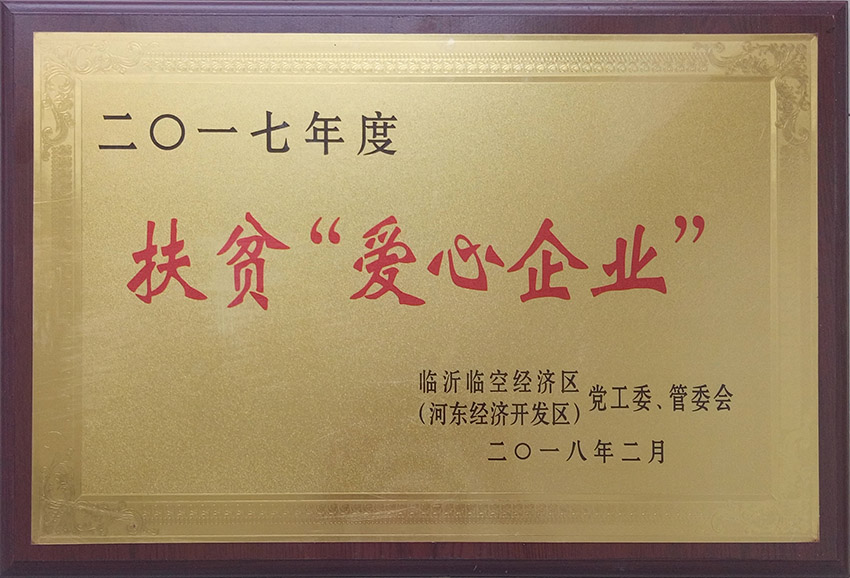 二〇一七年度
扶贫“爱心企业”
临沂临空经济区
(河东经济开发区)
党工委、管委会
二〇一八年二月